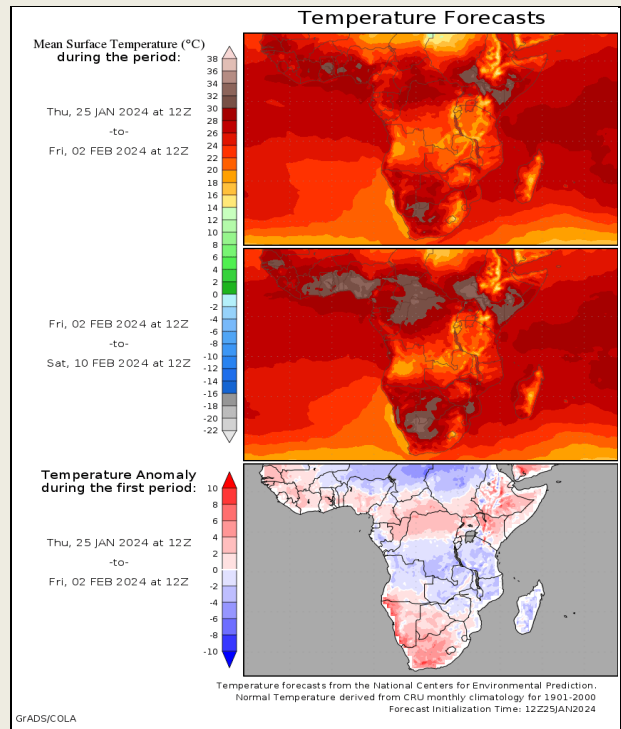 Temperature Forecasts
Mean Surface Temperature (°C)
during the period:
38
36
34
32
30
28
26
24
22
20
18
16
14
12
10
8
6
4
2
0
-2
-4
-6
-8
-10
-12
-14
-16
-18
-20
-22
Thu, 25 JAN 2024 at 12Z
-to-
Fri, 02 FEB 2024 at 12Z
Fri, 02 FEB 2024 at 12Z
-to-
Sat, 10 FEB 2024 at 12Z
Temperature Anomaly
during the first period:
10
8
6
4
2
0
-2
-4
-6
-8
-10
Thu, 25 JAN 2024 at 12Z
-to-
Fri, 02 FEB 2024 at 12Z
Temperature forecasts from the National Centers for Environmental Prediction.
Normal Temperature derived from CRU monthly climatology for 1901-2000
Forecast Initialization Time: 12Z25JAN2024
GrADS/COLA